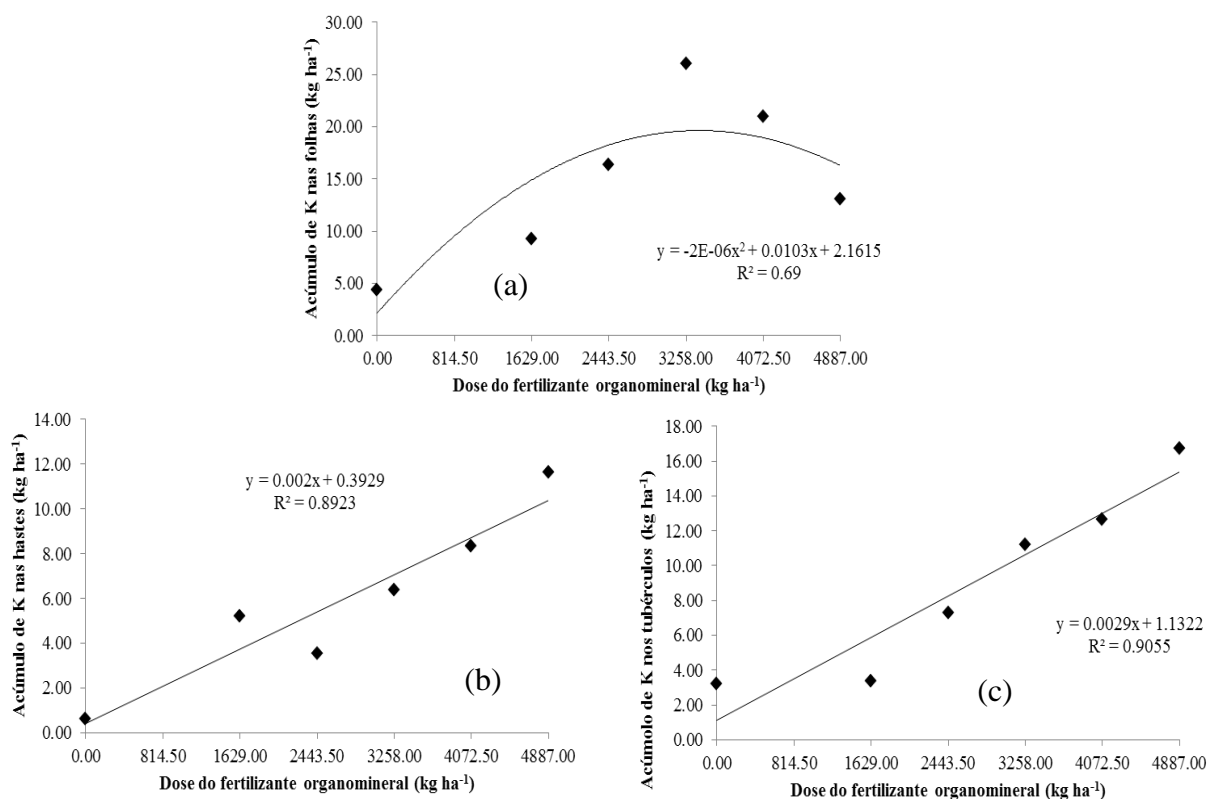 Acúmulo de K nas folhas (kg ha⁻¹)
30.00
25.00
20.00
15.00
10.00
5.00
0.00
y = -2E-06x² + 0.0103x + 2.1615
R² = 0.69
(a)
0.00 814.50 1629.00 2443.50 3258.00 4072.50 4887.00
Dose do fertilizante organomineral (kg ha⁻¹)
Acúmulo de K nas hastes (kg ha⁻¹)
14.00
12.00
10.00
8.00
6.00
4.00
2.00
0.00
y = 0.002x + 0.3929
R² = 0.8923
(b)
0.00 814.50 1629.00 2443.50 3258.00 4072.50 4887.00
Dose do fertilizante organomineral (kg ha⁻¹)
Acúmolo de K nos tubérculos (kg ha⁻¹)
18.00
16.00
14.00
12.00
10.00
8.00
6.00
4.00
2.00
0.00
y = 0.0029x + 1.1322
R² = 0.9055
(c)
0.00 814.50 1629.00 2443.50 3258.00 4072.50 4887.00
Dose do fertilizante organomineral (kg ha⁻¹)